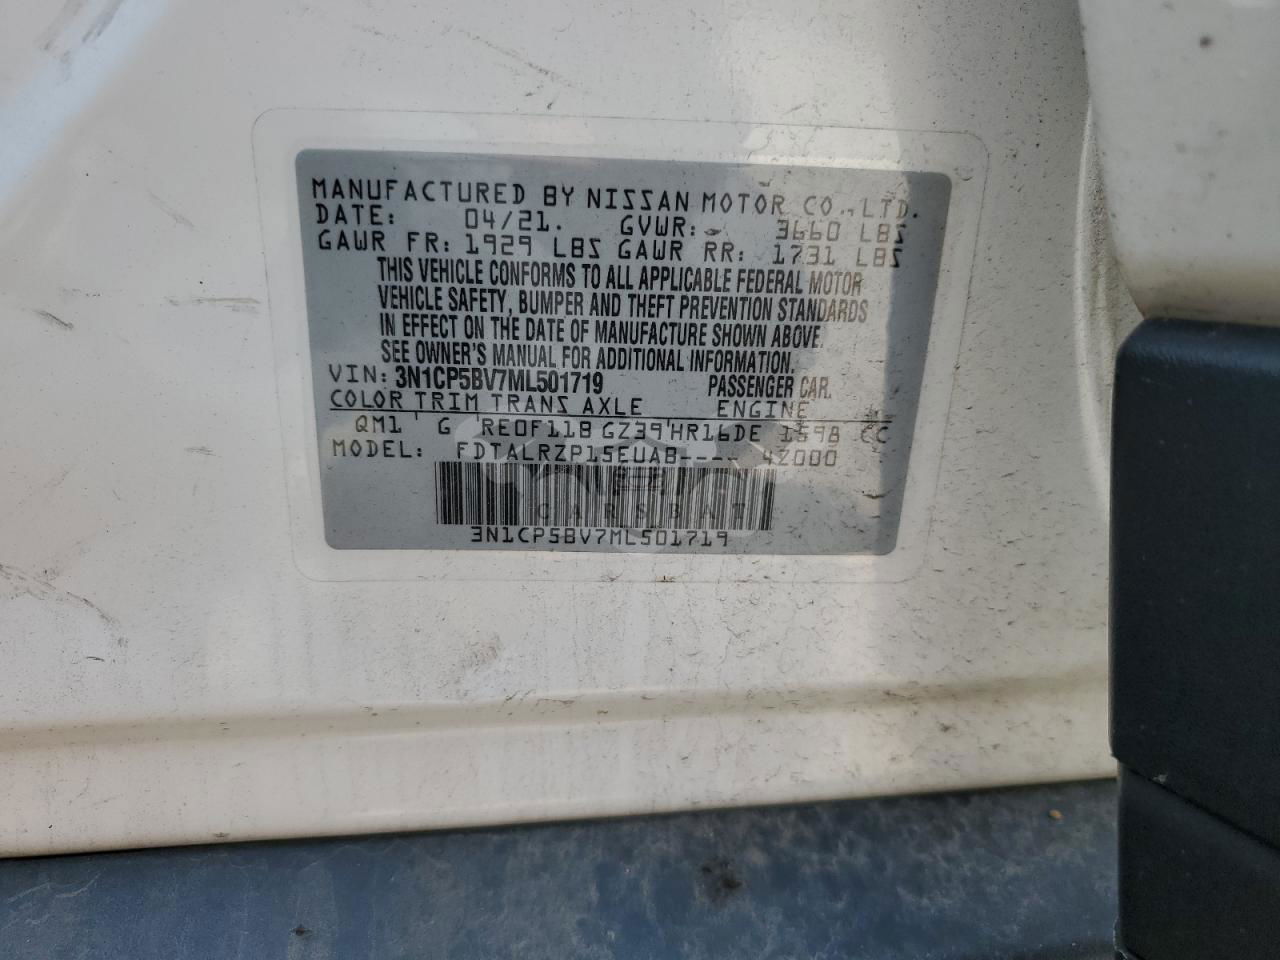 MANUFACTURED BY NISSAN MOTOR CO., LTD.
DATE: 04/21. GVWR: 3660 LBS
GAWR FR: 1929 LBS GAWR RR: 1731 LBS
THIS VEHICLE CONFORMS TO ALL APPLICABLE FEDERAL MOTOR
VEHICLE SAFETY, BUMPER AND THEFT PREVENTION STANDARDS
IN EFFECT ON THE DATE OF MANUFACTURE SHOWN ABOVE.
SEE OWNER'S MANUAL FOR ADDITIONAL INFORMATION.
VIN: 3N1CP5BV7ML501719 PASSENGER CAR.
COLOR TRIM TRANS AXLE ENGINE
QM1 G RE0F11B GZ39 HR16DE 1598 CC
MODEL: FDTALRZP15EUAB---- 4Z000
CARSBAT
3N1CP5BV7ML501719